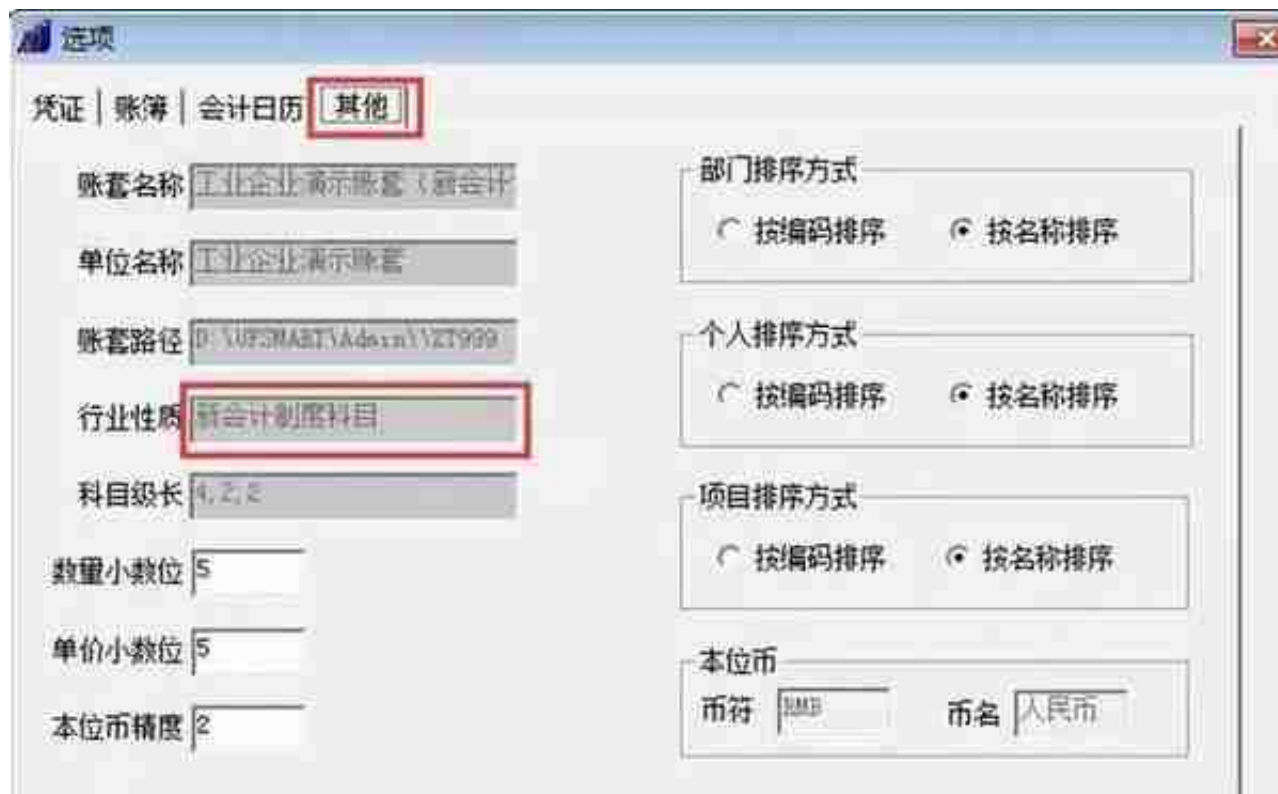 选项
凭证 账簿 会计日历 其他
账套名称 工业企业演示账套（新会计
单位名称 工业企业演示账套
账套路径 D:\UFSMART\Admin\\ZT999
行业性质 新会计制度科目
科目级长 4,2,2
数量小数位 5
单价小数位 5
本位币精度 2
部门排序方式
按编码排序 按名称排序
个人排序方式
按编码排序 按名称排序
项目排序方式
按编码排序 按名称排序
本位币
币符 RMB 币名 人民币